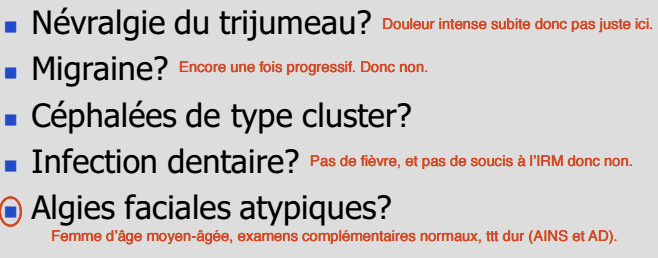 Névralgie du trijumeau? Douleur intense subite donc pas juste ici.
Migraine? Encore une fois progressif. Donc non.
Céphalées de type cluster?
Infection dentaire? Pas de fièvre, et pas de soucis à l'IRM donc non.
Algies faciales atypiques?
Femme d'âge moyen-âgée, examens complémentaires normaux, ttt dur (AINS et AD).